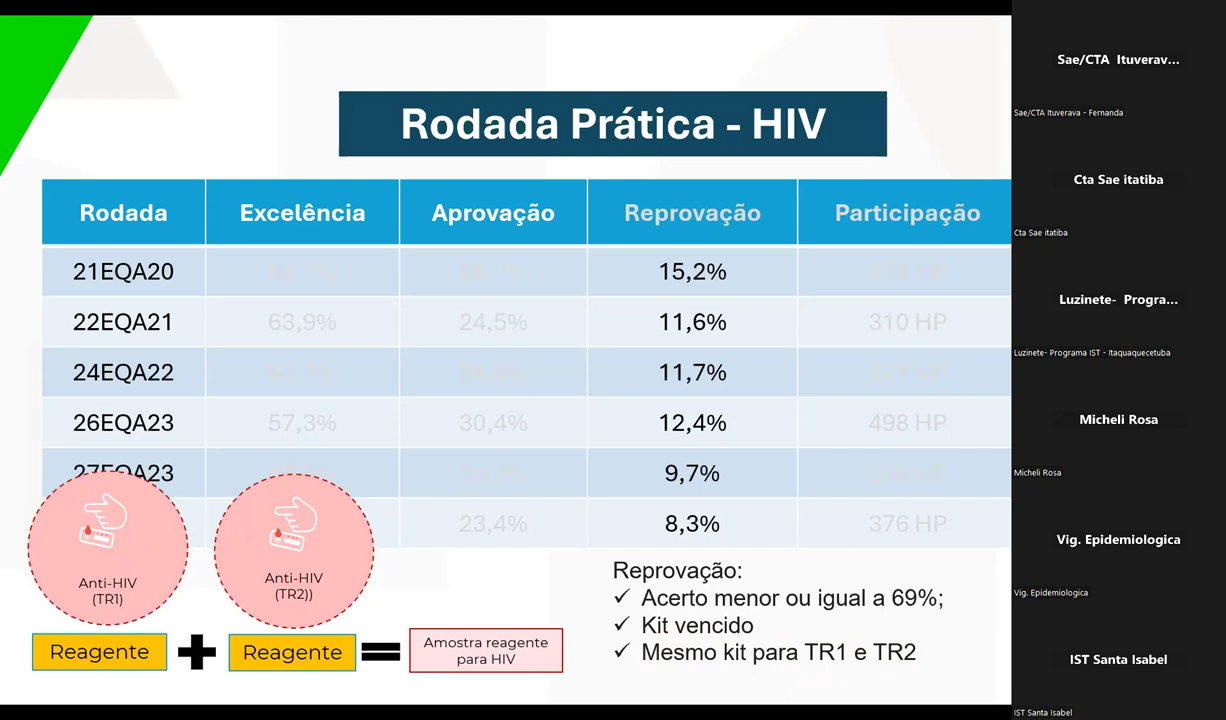 Rodada Prática - HIV
Rodada Excelência Aprovação Reprovação Participação
21EQA20 15,2%
22EQA21 63,9% 24,5% 11,6% 310 HP
24EQA22 11,7%
26EQA23 57,3% 30,4% 12,4% 498 HP
27EQA23 9,7%
23,4% 8,3% 376 HP
Anti-HIV
(TR1)
Anti-HIV
(TR2))
Reagente
Reagente
Amostra reagente
para HIV
Reprovação:
✓ Acerto menor ou igual a 69%;
✓ Kit vencido
✓ Mesmo kit para TR1 e TR2
Sae/CTA Ituverav...
Sae/CTA Ituverava - Fernanda
Cta Sae itatiba
Cta Sae itatiba
Luzinete- Progra...
Luzinete- Programa IST - Itaquaquecetuba
Micheli Rosa
Micheli Rosa
Vig. Epidemiologica
Vig. Epidemiologica
IST Santa Isabel
IST Santa Isabel